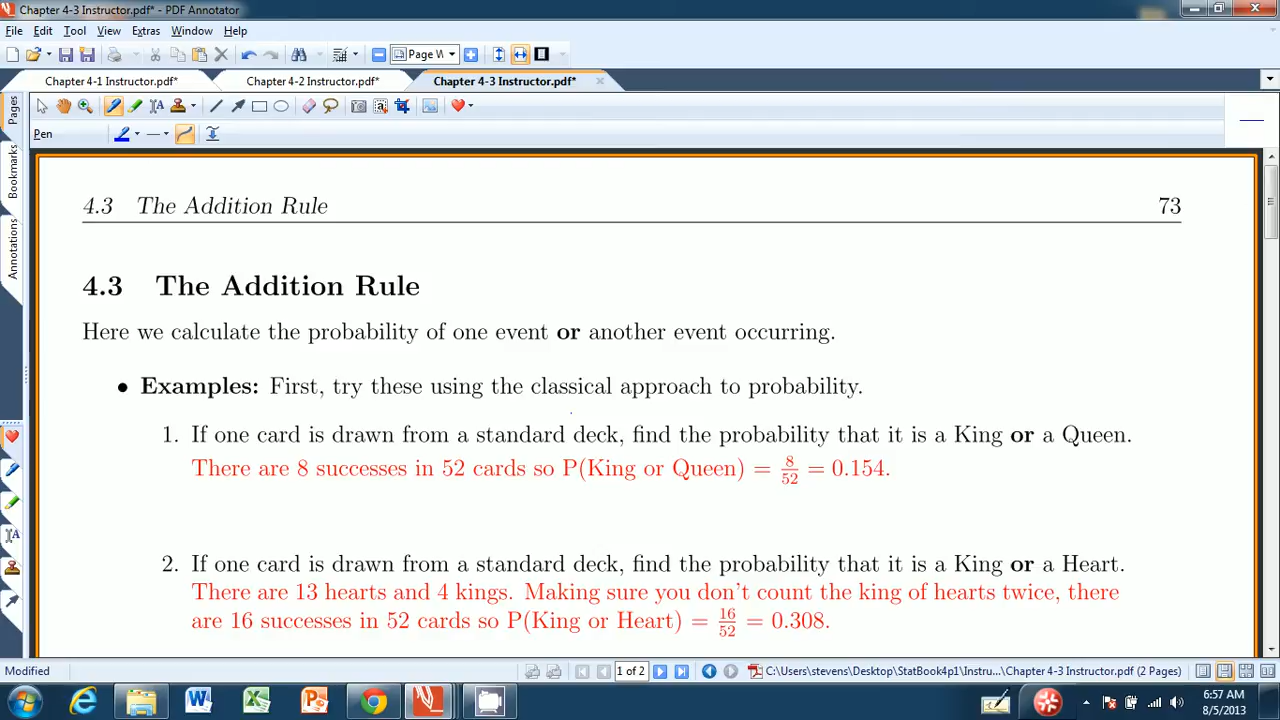 Chapter 4-3 Instructor.pdf* - PDF Annotator
File Edit Tool View Extras Window Help
Page W
Chapter 4-1 Instructor.pdf* Chapter 4-2 Instructor.pdf* Chapter 4-3 Instructor.pdf*
Pen
Pages
Bookmarks
Annotations
4.3 The Addition Rule 73
4.3 The Addition Rule
Here we calculate the probability of one event or another event occurring.
• Examples: First, try these using the classical approach to probability.
1. If one card is drawn from a standard deck, find the probability that it is a King or a Queen.
There are 8 successes in 52 cards so P(King or Queen) = 8/52 = 0.154.
2. If one card is drawn from a standard deck, find the probability that it is a King or a Heart.
There are 13 hearts and 4 kings. Making sure you don't count the king of hearts twice, there
are 16 successes in 52 cards so P(King or Heart) = 16/52 = 0.308.
Modified 1 of 2 C:\Users\stevens\Desktop\StatBook4p1\Instru...\Chapter 4-3 Instructor.pdf (2 Pages)
6:57 AM
8/5/2013